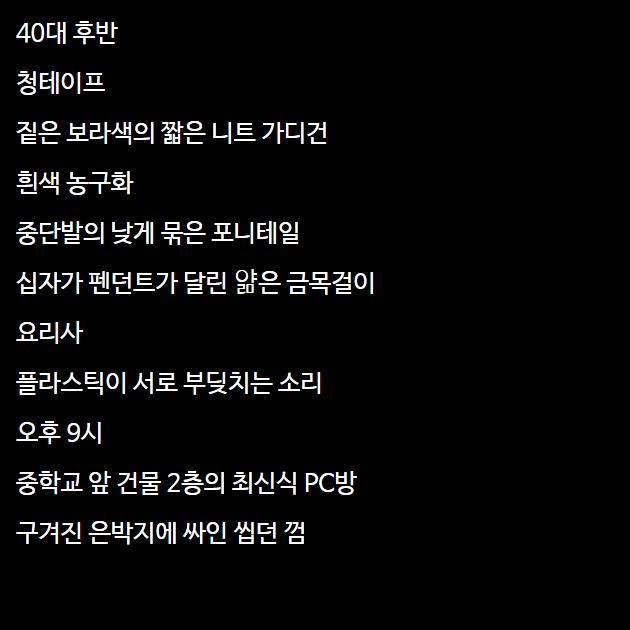 40대 후반
청테이프
짙은 보라색의 짧은 니트 가디건
흰색 농구화
중단발의 낮게 묶은 포니테일
십자가 펜던트가 달린 얇은 금목걸이
요리사
플라스틱이 서로 부딪치는 소리
오후 9시
중학교 앞 건물 2층의 최신식 PC방
구겨진 은박지에 싸인 씹던 껌